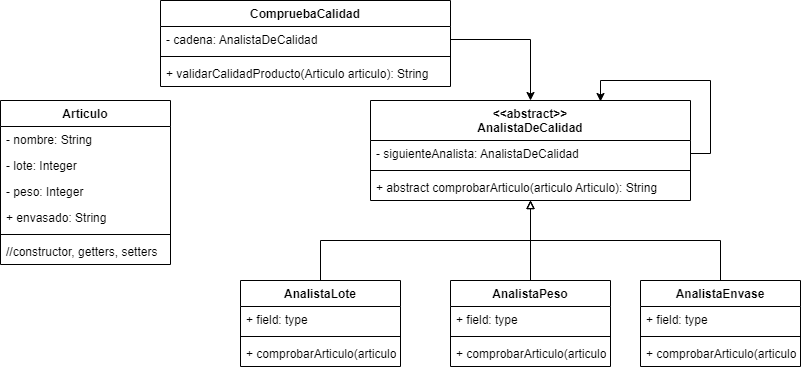 CompruebaCalidad
- cadena: AnalistaDeCalidad
+ validarCalidadProducto(Articulo articulo): String
Articulo
- nombre: String
- lote: Integer
- peso: Integer
+ envasado: String
//constructor, getters, setters
<<abstract>>
AnalistaDeCalidad
- siguienteAnalista: AnalistaDeCalidad
+ abstract comprobarArticulo(articulo Articulo): String
AnalistaLote
+ field: type
+ comprobarArticulo(articulo
AnalistaPeso
+ field: type
+ comprobarArticulo(articulo
AnalistaEnvase
+ field: type
+ comprobarArticulo(articulo